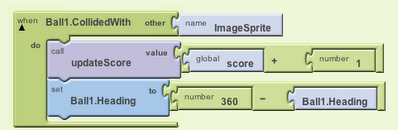 when Ball1.CollidedWith other name ImageSprite
do call updateScore value global score + number 1
set Ball1.Heading to number 360 - Ball1.Heading